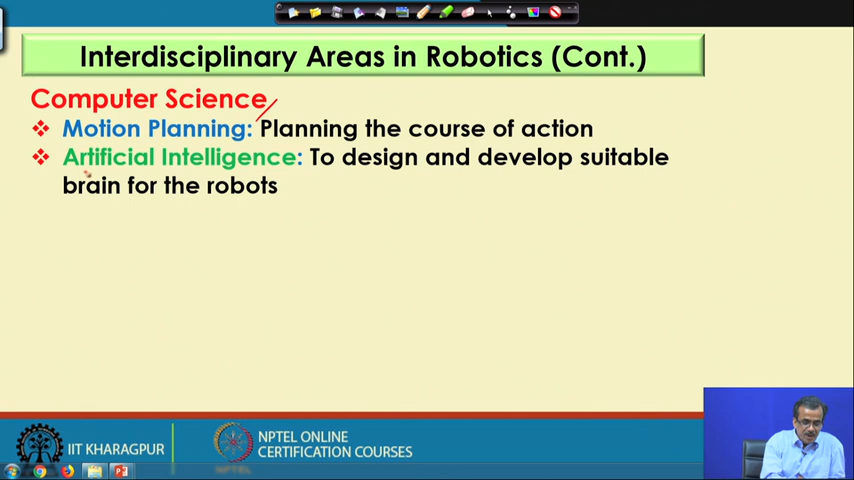 Interdisciplinary Areas in Robotics (Cont.)
Computer Science
Motion Planning: Planning the course of action
Artificial Intelligence: To design and develop suitable
brain for the robots
IIT KHARAGPUR
NPTEL
NPTEL ONLINE
CERTIFICATION COURSES